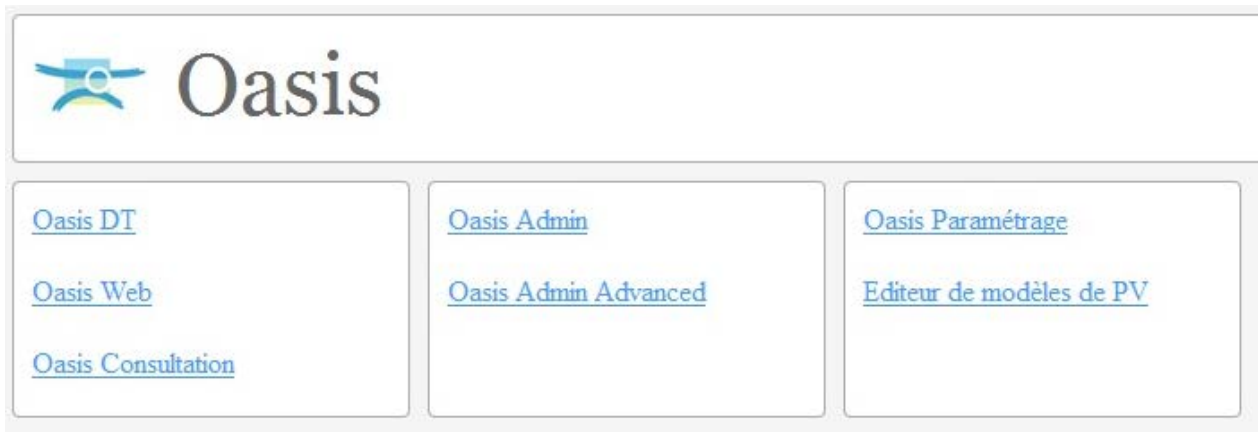 Oasis
Oasis DT
Oasis Web
Oasis Consultation
Oasis Admin
Oasis Admin Advanced
Oasis Paramétrage
Editeur de modèles de PV